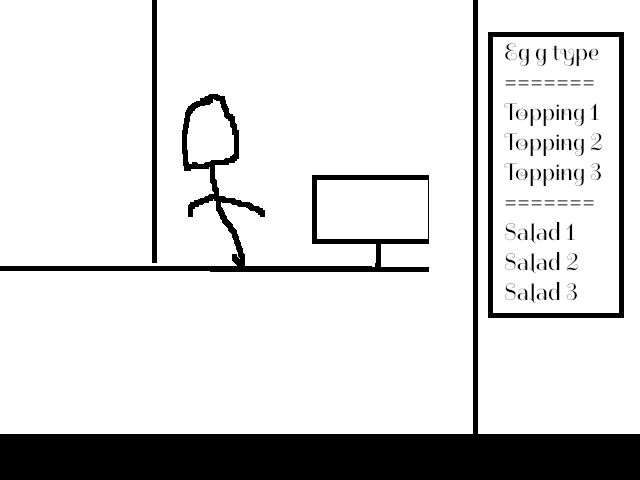 Egg type
=======
Topping 1
Topping 2
Topping 3
=======
Salad 1
Salad 2
Salad 3